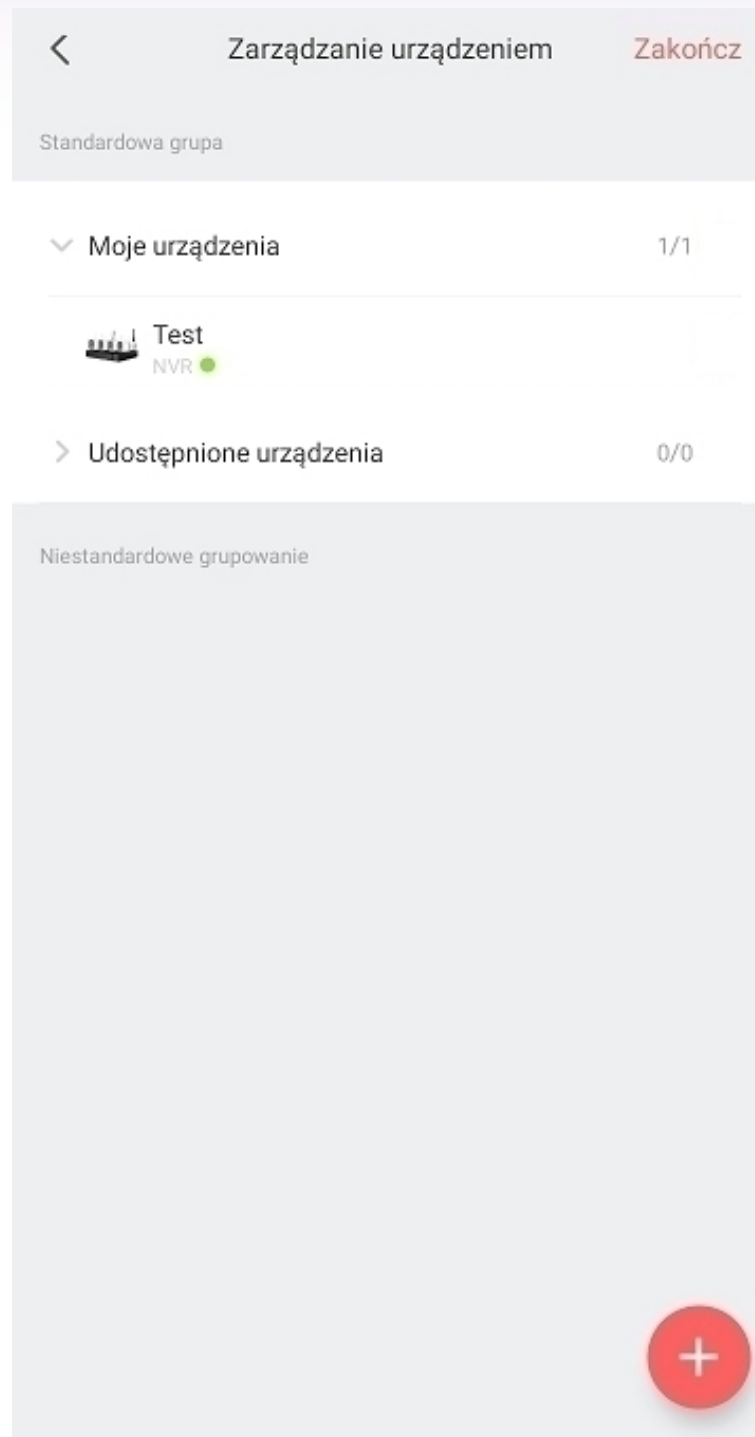 Zarządzanie urządzeniem Zakończ
Standardowa grupa
Moje urządzenia 1/1
Test
NVR
Udostępnione urządzenia 0/0
Niestandardowe grupowanie